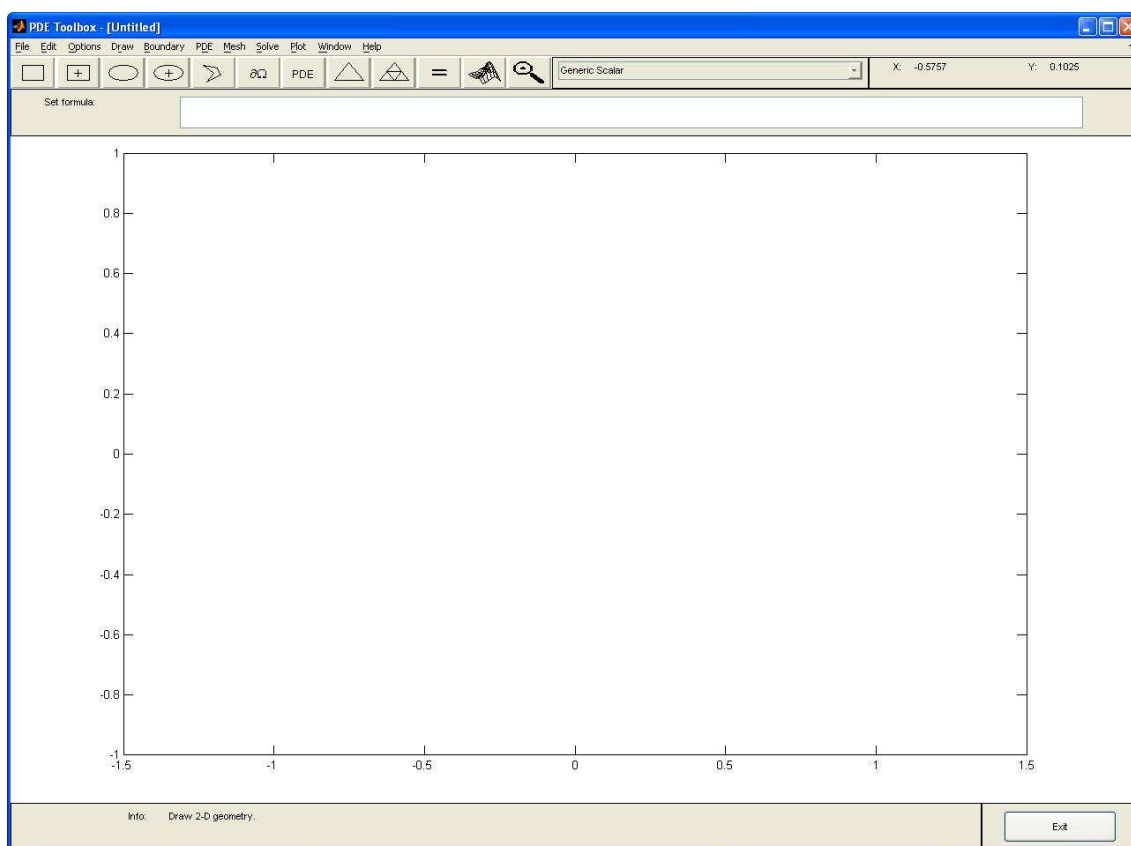 PDE Toolbox - [Untitled]
File Edit Options Draw Boundary PDE Mesh Solve Plot Window Help
∂Ω PDE = Generic Scalar X: -0.5757 Y: 0.1025
Set formula:
1
0.8
0.6
0.4
0.2
0
-0.2
-0.4
-0.6
-0.8
-1
-1.5 -1 -0.5 0 0.5 1 1.5
Info: Draw 2-D geometry. Exit